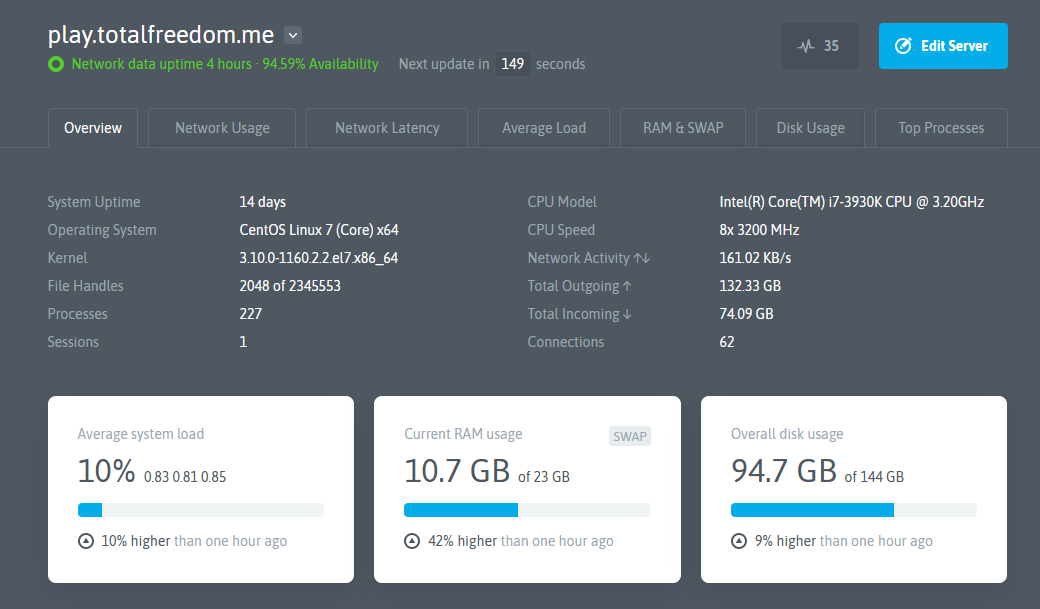 play.totalfreedom.me
35
Edit Server
Network data uptime 4 hours · 94.59% Availability Next update in 149 seconds
Overview Network Usage Network Latency Average Load RAM & SWAP Disk Usage Top Processes
System Uptime 14 days CPU Model Intel(R) Core(TM) i7-3930K CPU @ 3.20GHz
Operating System CentOS Linux 7 (Core) x64 CPU Speed 8x 3200 MHz
Kernel 3.10.0-1160.2.2.el7.x86_64 Network Activity ↑↓ 161.02 KB/s
File Handles 2048 of 2345553 Total Outgoing ↑ 132.33 GB
Processes 227 Total Incoming ↓ 74.09 GB
Sessions 1 Connections 62
Average system load
10% 0.83 0.81 0.85
10% higher than one hour ago
Current RAM usage SWAP
10.7 GB of 23 GB
42% higher than one hour ago
Overall disk usage
94.7 GB of 144 GB
9% higher than one hour ago